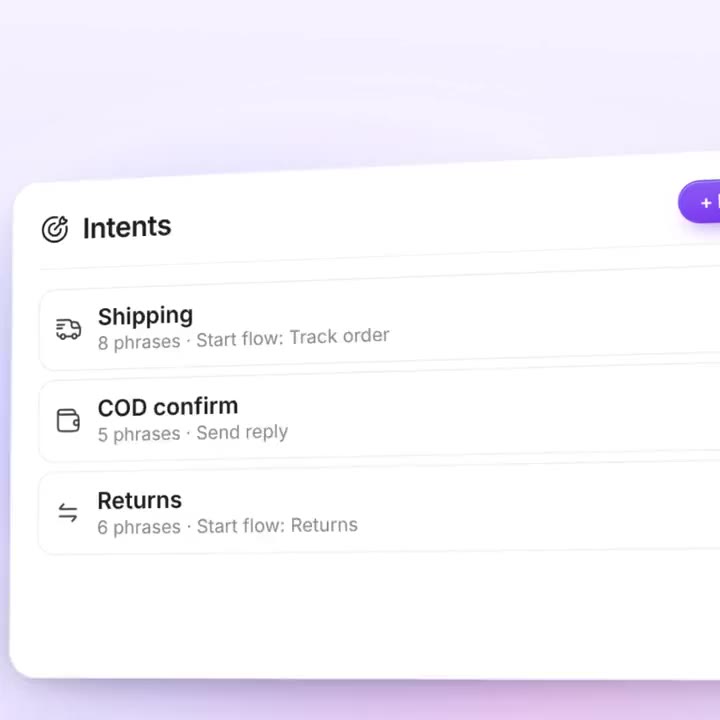 Intents
+
Shipping
8 phrases · Start flow: Track order
COD confirm
5 phrases · Send reply
Returns
6 phrases · Start flow: Returns